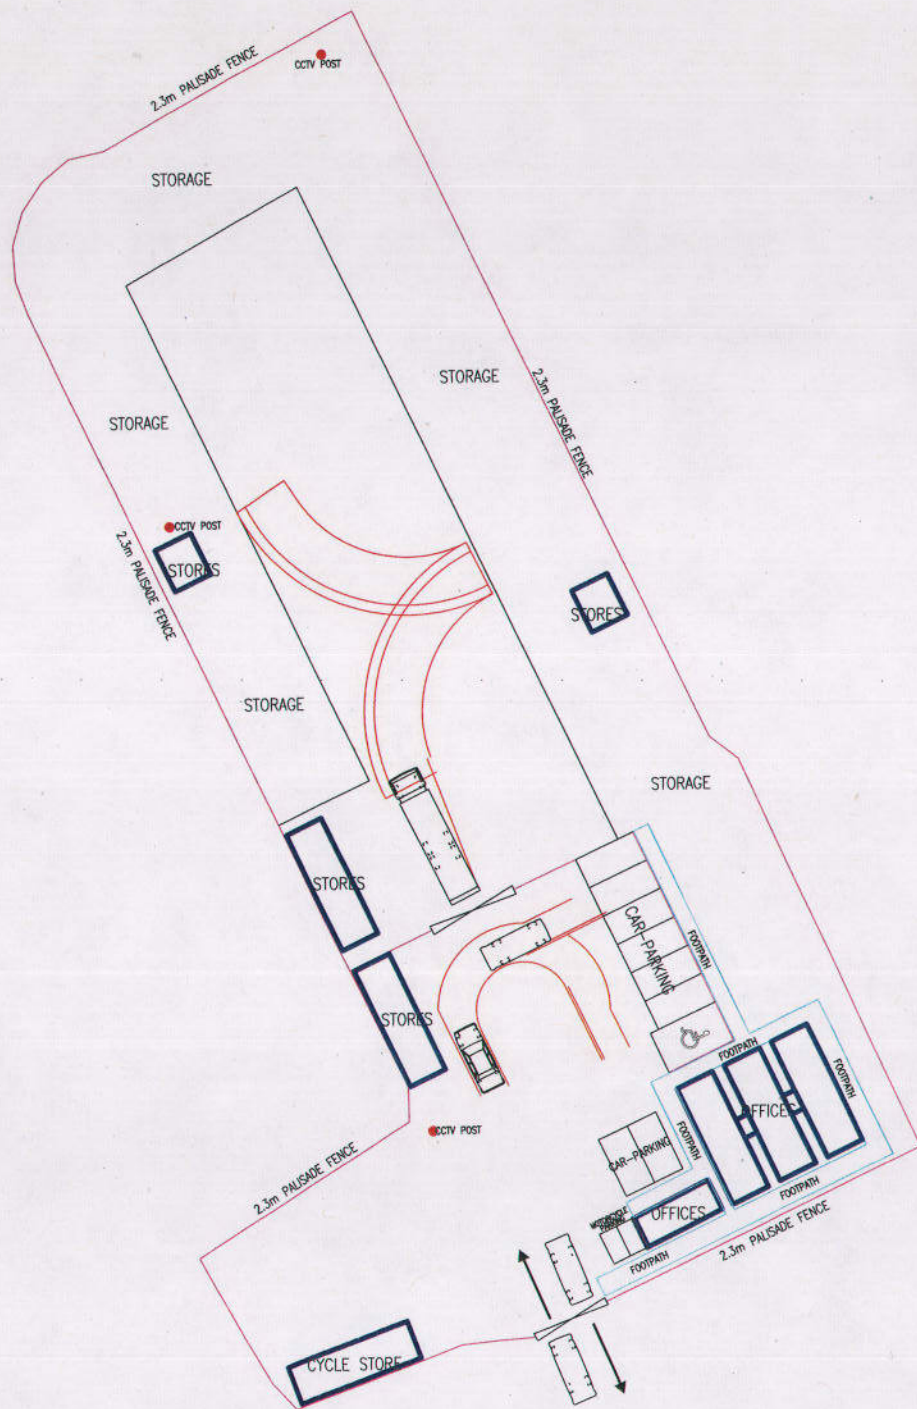 2.3m PALISADE FENCE
CCTV POST
STORAGE
STORAGE
2.3m PALISADE FENCE
STORAGE
CCTV POST
2.3m PALISADE FENCE
STORES
STORES
STORAGE
STORAGE
STORES
CAR-PARKING
FOOTPATH
STORES
FOOTPATH
FOOTPATH
OFFICES
CCTV POST
FOOTPATH
CAR-PARKING
2.3m PALISADE FENCE
FOOTPATH
OFFICES
MOTORCYCLE
PARKING
2.3m PALISADE FENCE
FOOTPATH
CYCLE STORE